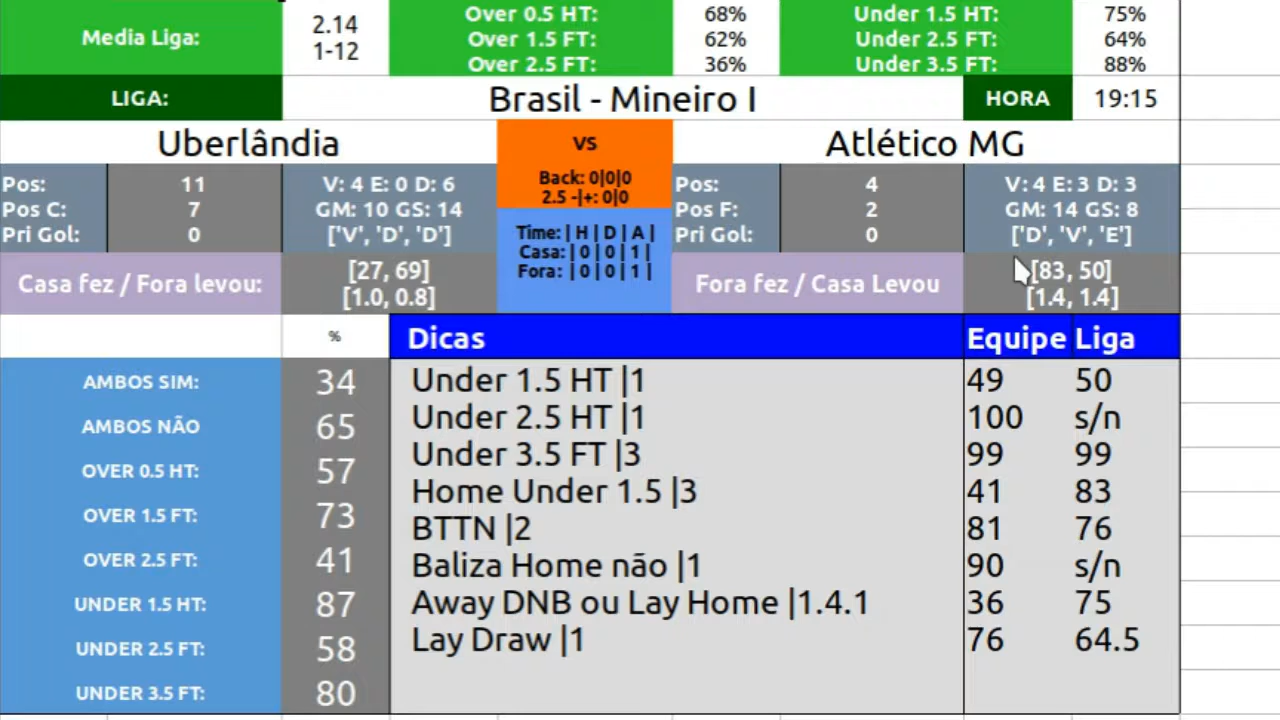 Media Liga: 2.14 Over 0.5 HT: 68% Under 1.5 HT: 75%
1-12 Over 1.5 FT: 62% Under 2.5 FT: 64%
Over 2.5 FT: 36% Under 3.5 FT: 88%
LIGA: Brasil - Mineiro I HORA 19:15
Uberlândia VS Atlético MG
Back: 0|0|0
2.5 -|+: 0|0
Pos: 11 V: 4 E: 0 D: 6 Pos: 4 V: 4 E: 3 D: 3
Pos C: 7 GM: 10 GS: 14 Pos F: 2 GM: 14 GS: 8
Pri Gol: 0 ['V', 'D', 'D'] Pri Gol: 0 ['D', 'V', 'E']
Time: | H | D | A |
Casa: | 0 | 0 | 1 |
Fora: | 0 | 0 | 1 |
Casa fez / Fora levou: [27, 69] Fora fez / Casa Levou [83, 50]
[1.0, 0.8] [1.4, 1.4]
% Dicas Equipe Liga
AMBOS SIM: 34 Under 1.5 HT |1 49 50
AMBOS NÃO 65 Under 2.5 HT |1 100 s/n
OVER 0.5 HT: 57 Under 3.5 FT |3 99 99
OVER 1.5 FT: 73 Home Under 1.5 |3 41 83
OVER 2.5 FT: 41 BTTN |2 81 76
UNDER 1.5 HT: 87 Baliza Home não |1 90 s/n
UNDER 2.5 FT: 58 Away DNB ou Lay Home |1.4.1 36 75
UNDER 3.5 FT: 80 Lay Draw |1 76 64.5